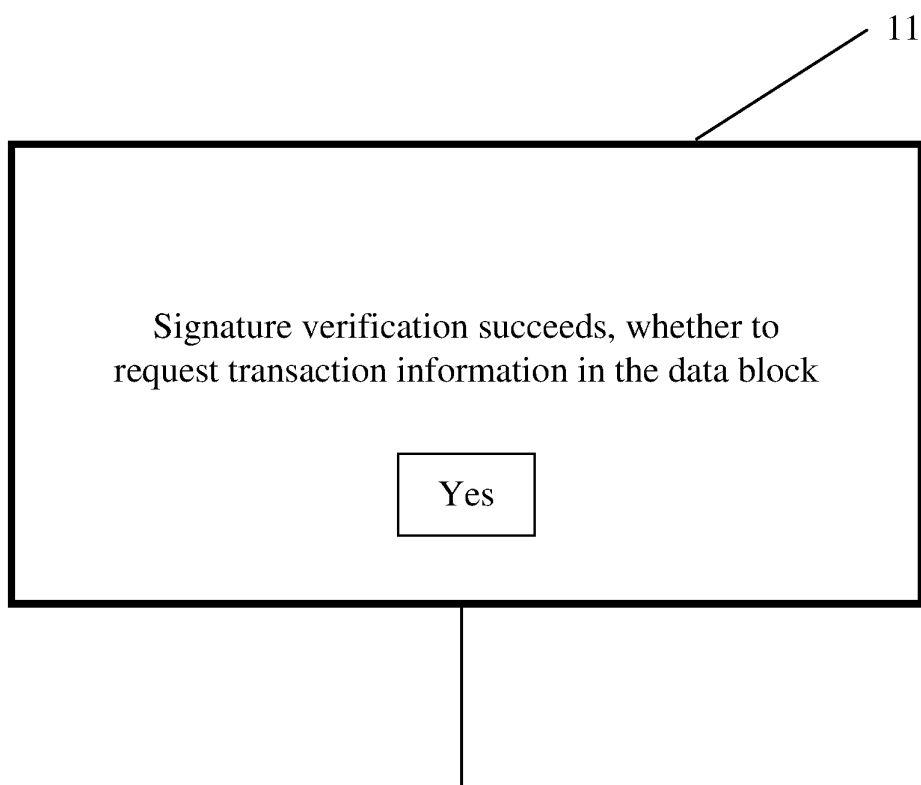 11
Signature verification succeeds, whether to
request transaction information in the data block
Yes